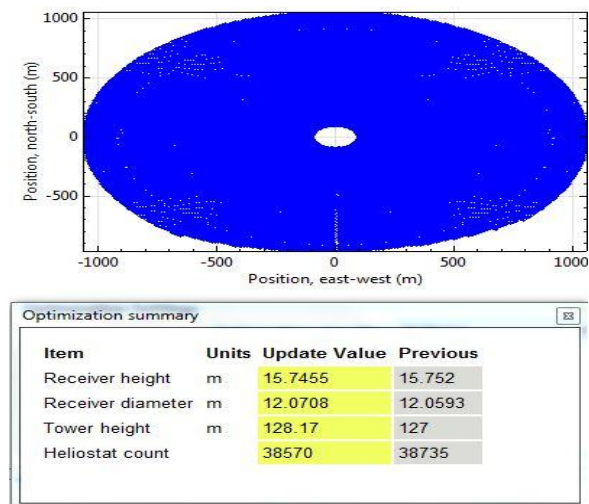 1000
500
0
-500
Position, north-south (m)
-1000 -500 0 500 1000
Position, east-west (m)
Optimization summary
Item Units Update Value Previous
Receiver height m 15.7455 15.752
Receiver diameter m 12.0708 12.0593
Tower height m 128.17 127
Heliostat count 38570 38735